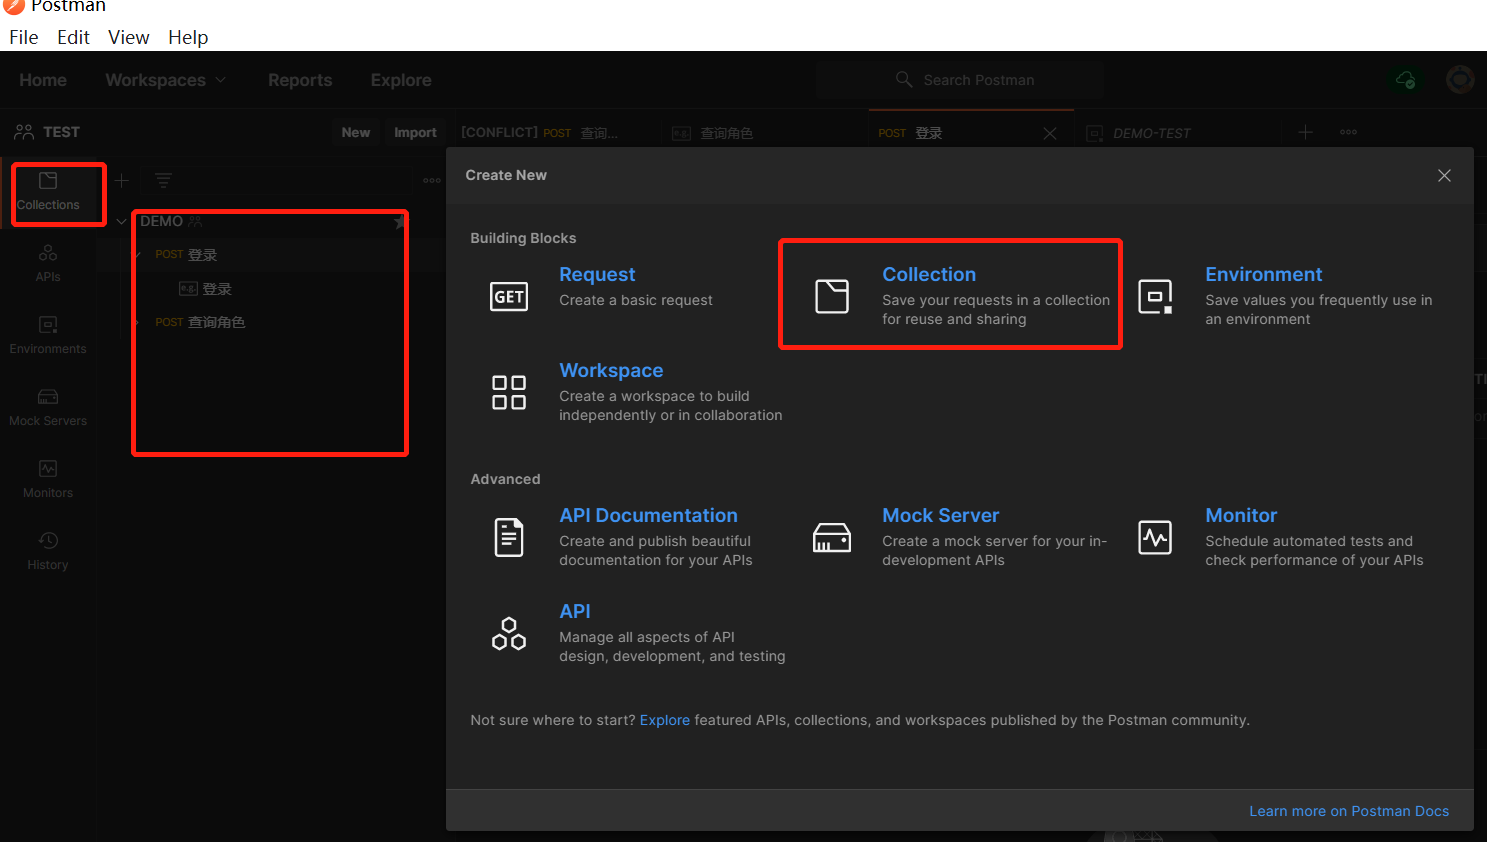 Postman
File Edit View Help
Home Workspaces Reports Explore Search Postman
TEST New Import [CONFLICT] POST 查询... e.g. 查询角色 POST 登录 DEMO-TEST
Create New
Collections
DEMO
POST 登录
e.g. 登录
POST 查询角色
APIs
Environments
Mock Servers
Monitors
History
Building Blocks
GET
Request
Create a basic request
Collection
Save your requests in a collection
for reuse and sharing
Environment
Save values you frequently use in
an environment
Workspace
Create a workspace to build
independently or in collaboration
Advanced
API Documentation
Create and publish beautiful
documentation for your APIs
Mock Server
Create a mock server for your in-
development APIs
Monitor
Schedule automated tests and
check performance of your APIs
API
Manage all aspects of API
design, development, and testing
Not sure where to start? Explore featured APIs, collections, and workspaces published by the Postman community.
Learn more on Postman Docs